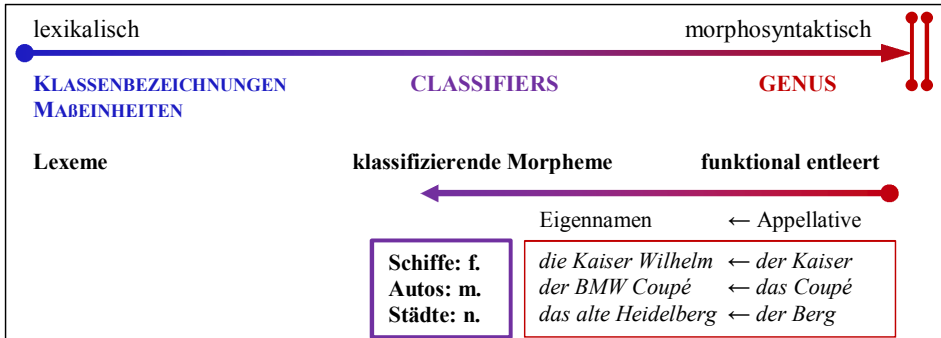 lexikalisch morphosyntaktisch
KLASSENBEZEICHNUNGEN CLASSIFIERS GENUS
MAßEINHEITEN
Lexeme klassifizierende Morpheme funktional entleert
Eigennamen ← Appellative
Schiffe: f. die Kaiser Wilhelm ← der Kaiser
Autos: m. der BMW Coupé ← das Coupé
Städte: n. das alte Heidelberg ← der Berg